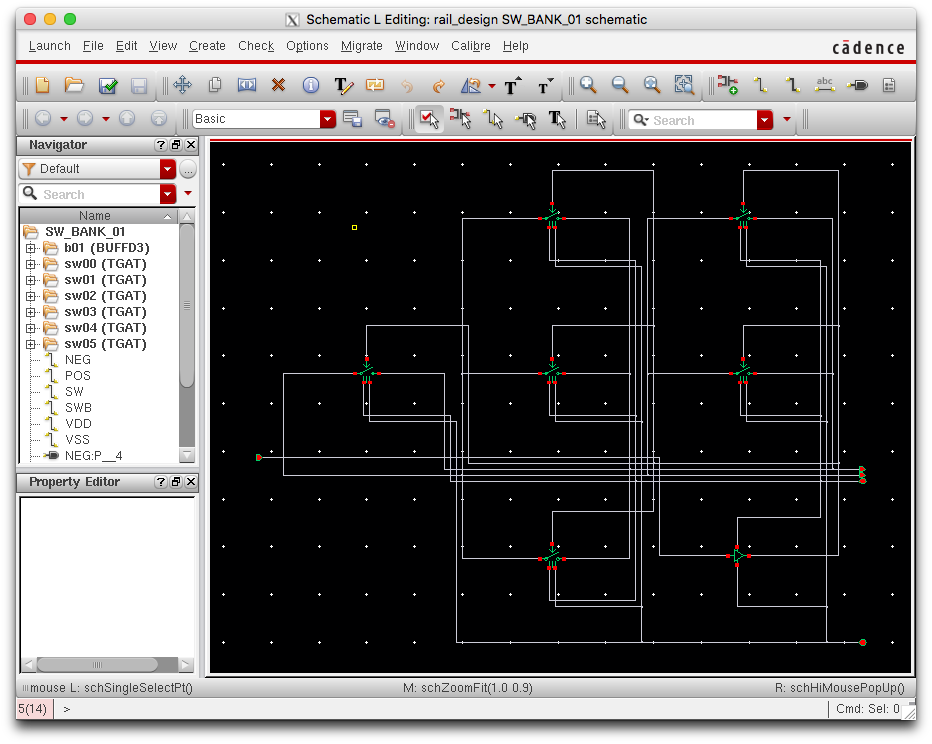 Schematic L Editing: rail_design SW_BANK_01 schematic
Launch File Edit View Create Check Options Migrate Window Calibre Help
cādence
abc
Basic
Search
Navigator
Default
Search
Name
SW_BANK_01
b01 (BUFFD3)
sw00 (TGAT)
sw01 (TGAT)
sw02 (TGAT)
sw03 (TGAT)
sw04 (TGAT)
sw05 (TGAT)
NEG
POS
SW
SWB
VDD
VSS
NEG:P__4
Property Editor
mouse L: schSingleSelectPt()
M: schZoomFit(1.0 0.9)
R: schHiMousePopUp()
5(14)
>
Cmd: Sel: 0